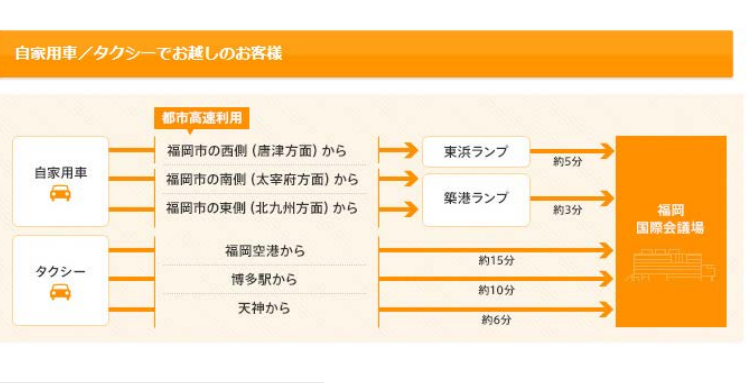 自家用車／タクシーでお越しのお客様
都市高速利用
自家用車
福岡市の西側 (唐津方面) から
東浜ランプ
約5分
福岡市の南側 (太宰府方面) から
福岡市の東側 (北九州方面) から
築港ランプ
約3分
福岡
国際会議場
タクシー
福岡空港から
約15分
博多駅から
約10分
天神から
約6分